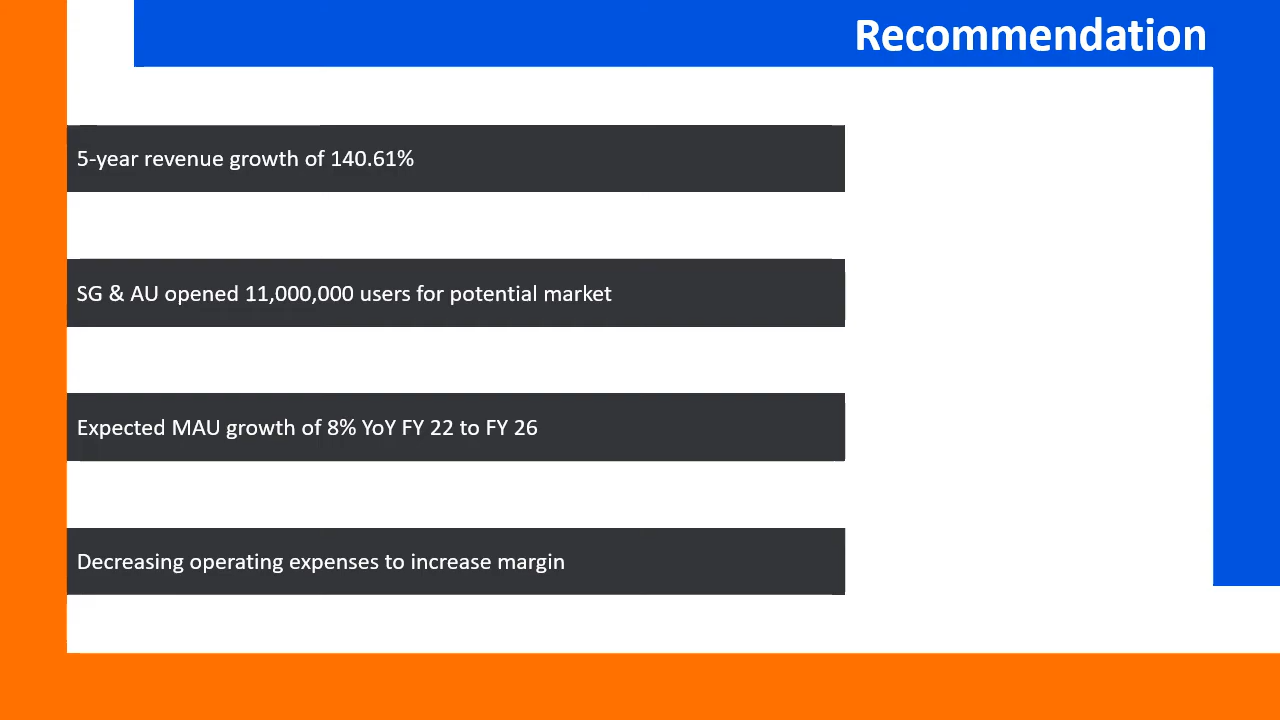 Recommendation
5-year revenue growth of 140.61%
SG & AU opened 11,000,000 users for potential market
Expected MAU growth of 8% YoY FY 22 to FY 26
Decreasing operating expenses to increase margin